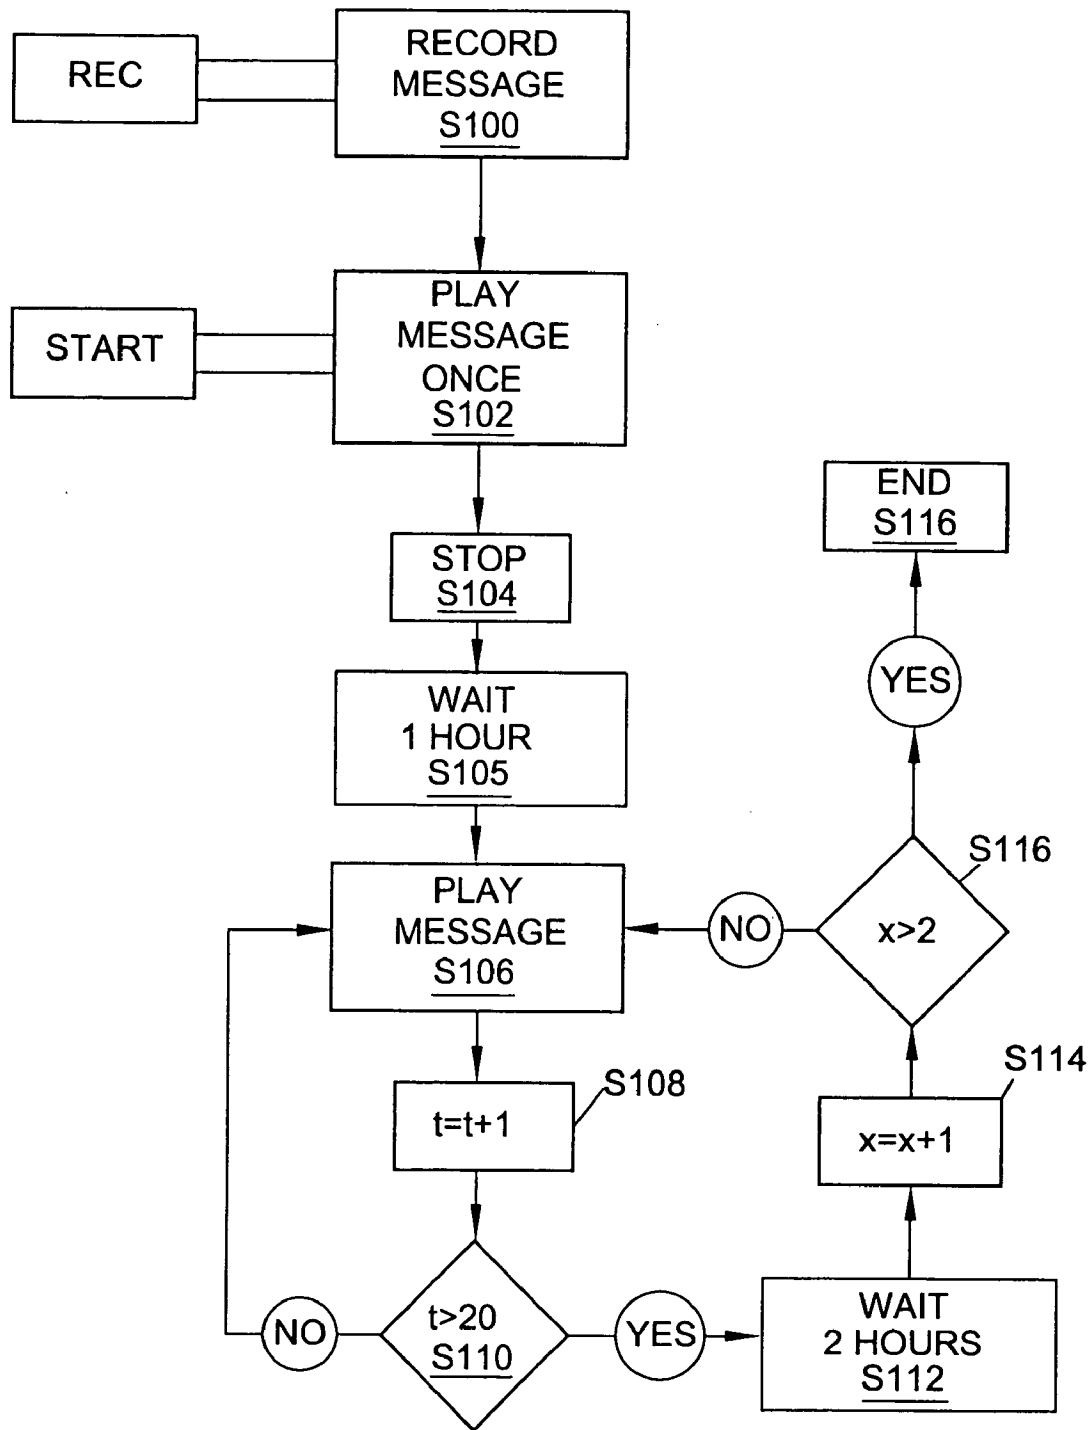 REC
RECORD
MESSAGE
S100
START
PLAY
MESSAGE
ONCE
S102
STOP
S104
WAIT
1 HOUR
S105
PLAY
MESSAGE
S106
t=t+1
S108
t>20
S110
NO
YES
WAIT
2 HOURS
S112
x=x+1
S114
x>2
S116
NO
YES
END
S116